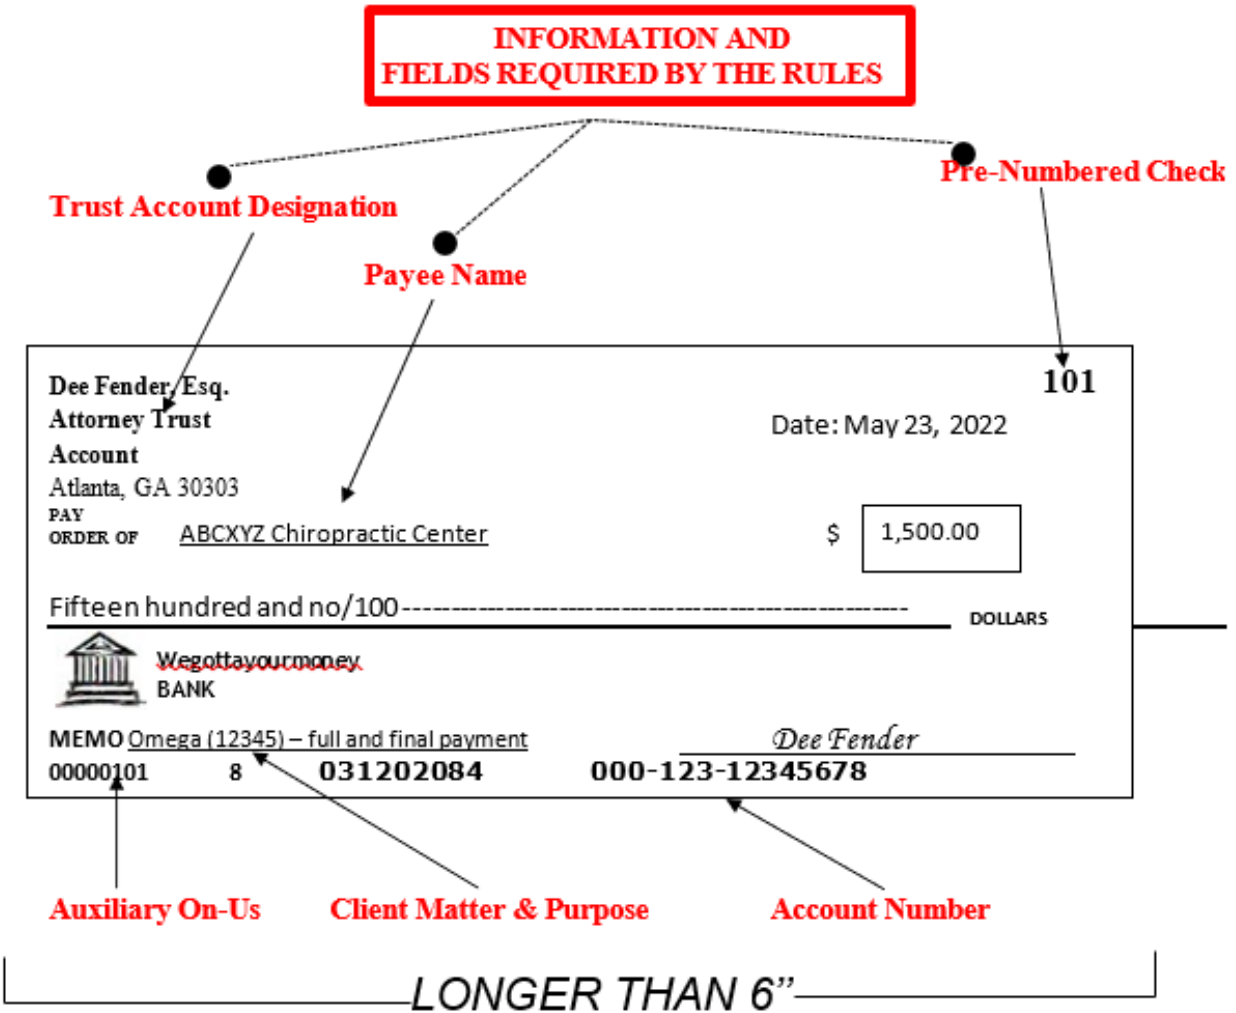 INFORMATION AND
FIELDS REQUIRED BY THE RULES
Pre-Numbered Check
Trust Account Designation
Payee Name
101
Dee Fender, Esq.
Attorney Trust
Account
Date: May 23, 2022
Atlanta, GA 30303
PAY
ORDER OF ABCXYZ Chiropractic Center $ 1,500.00
Fifteen hundred and no/100-----------------------------------------------------
DOLLARS
Wegottayourmoney
BANK
MEMO Omega (12345) – full and final payment Dee Fender
00000101 8 031202084 000-123-12345678
Auxiliary On-Us Client Matter & Purpose Account Number
LONGER THAN 6”